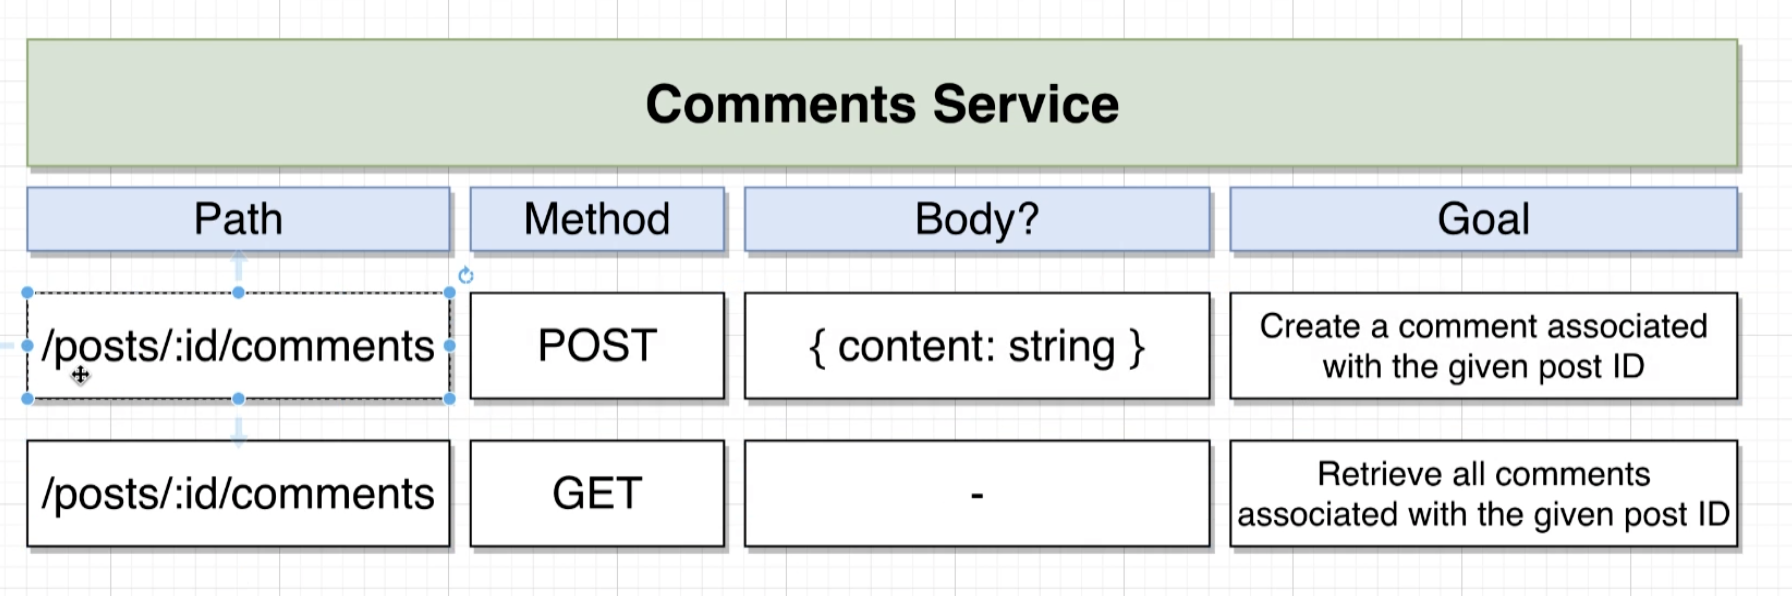 Comments Service
Path
Method
Body?
Goal
/posts/:id/comments
POST
{ content: string }
Create a comment associated
with the given post ID
/posts/:id/comments
GET
-
Retrieve all comments
associated with the given post ID